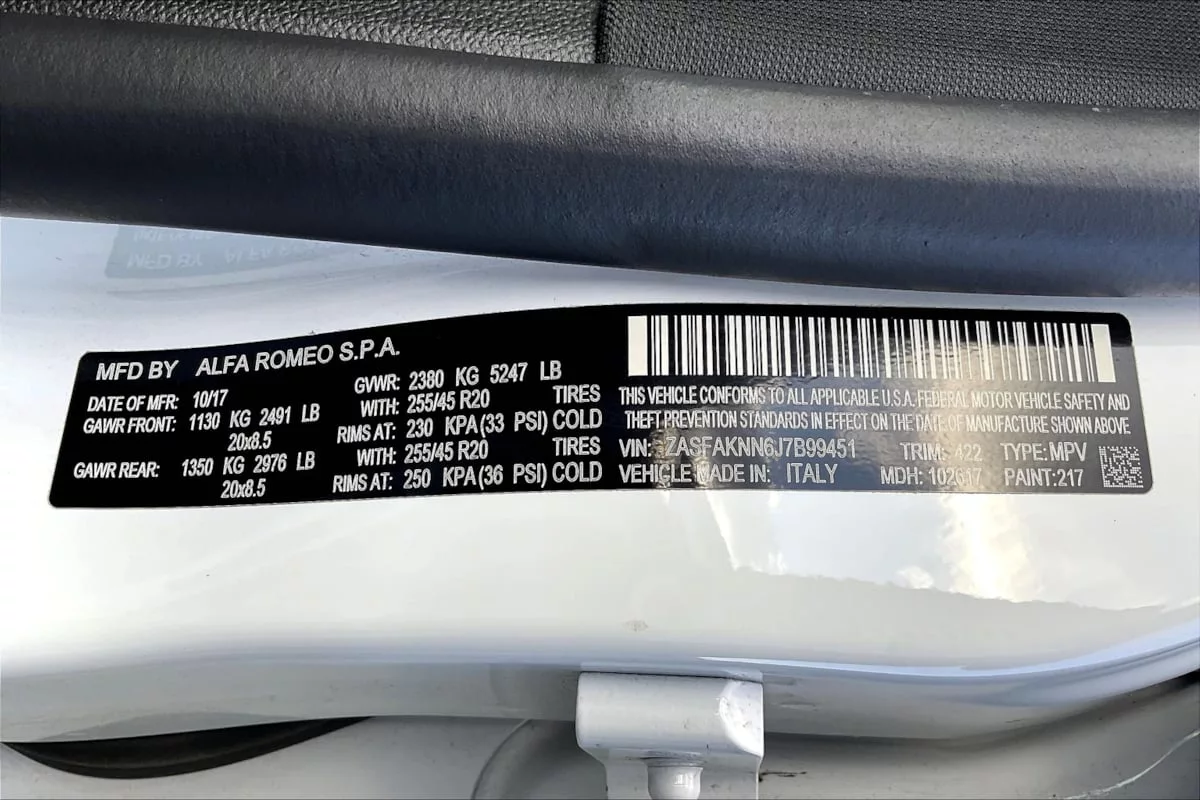 MFD BY ALFA ROMEO S.P.A.
DATE OF MFR: 10/17 GVWR: 2380 KG 5247 LB
GAWR FRONT: 1130 KG 2491 LB WITH: 255/45 R20 TIRES
20x8.5 RIMS AT: 230 KPA(33 PSI) COLD
GAWR REAR: 1350 KG 2976 LB WITH: 255/45 R20 TIRES
20x8.5 RIMS AT: 250 KPA(36 PSI) COLD
THIS VEHICLE CONFORMS TO ALL APPLICABLE U.S.A. FEDERAL MOTOR VEHICLE SAFETY AND
THEFT PREVENTION STANDARDS IN EFFECT ON THE DATE OF MANUFACTURE SHOWN ABOVE
VIN: ZASFAKNN6J7B99451 TRIM: 422 TYPE: MPV
VEHICLE MADE IN: ITALY MDH: 102617 PAINT:217